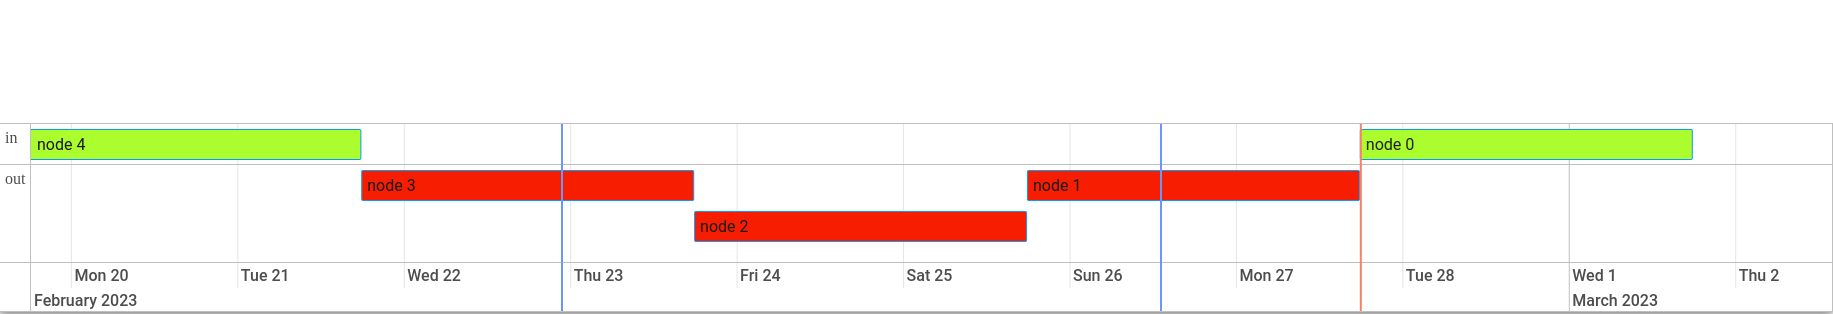 in
node 4
node 0
out
node 3
node 1
node 2
Mon 20 Tue 21 Wed 22 Thu 23 Fri 24 Sat 25 Sun 26 Mon 27 Tue 28 Wed 1 Thu 2
February 2023 March 2023